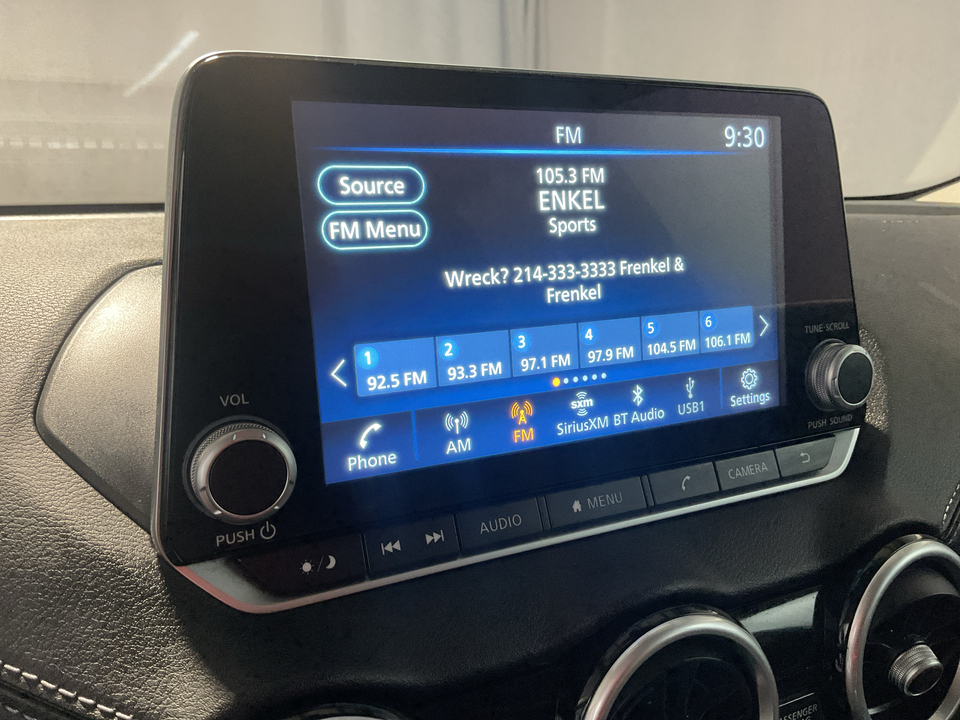 FM
9:30
Source
FM Menu
105.3 FM
ENKEL
Sports
Wreck? 214-333-3333 Frenkel &
Frenkel
1
92.5 FM
2
93.3 FM
3
97.1 FM
4
97.9 FM
5
104.5 FM
6
106.1 FM
Phone
AM
FM
sxm
SiriusXM
BT Audio
USB1
Settings
VOL
PUSH
TUNE·SCROLL
PUSH SOUND
AUDIO
MENU
CAMERA